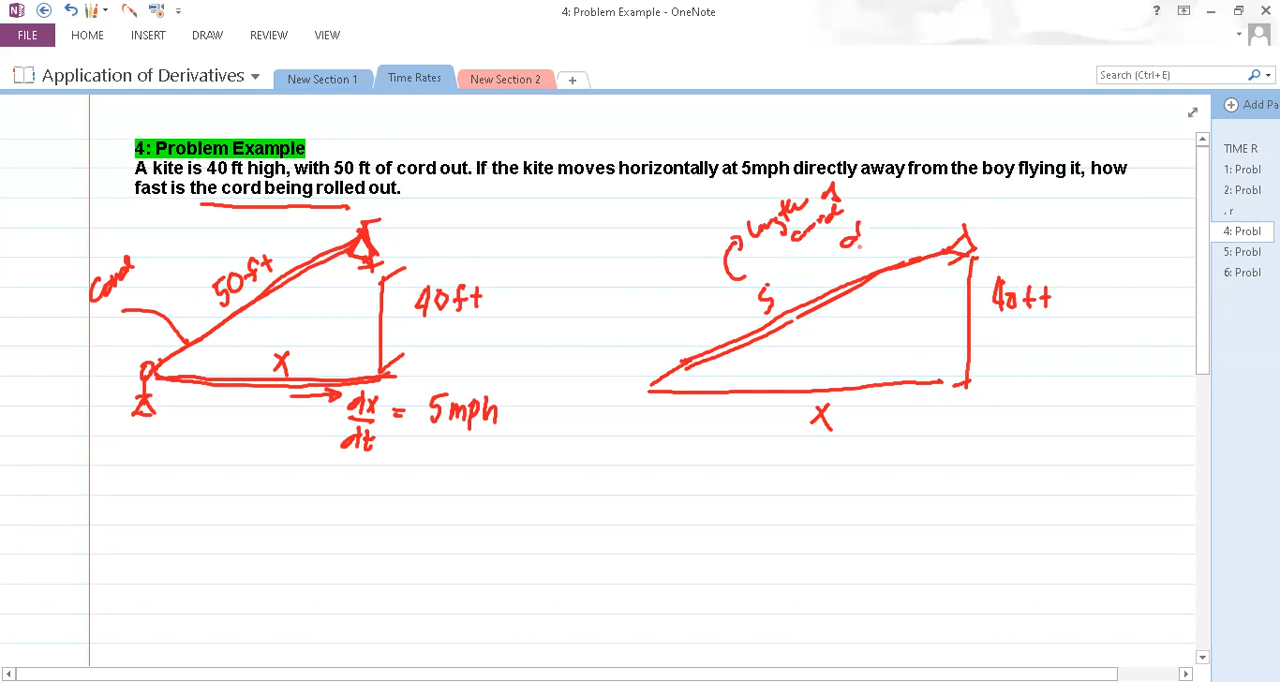 4: Problem Example - OneNote
?
FILE HOME INSERT DRAW REVIEW VIEW
Application of Derivatives
New Section 1
Time Rates
New Section 2
+
Search (Ctrl+E)
Add Pa
TIME R
1: Probl
2: Probl
. r
4: Probl
5: Probl
6: Probl
4: Problem Example
A kite is 40 ft high, with 50 ft of cord out. If the kite moves horizontally at 5mph directly away from the boy flying it, how
fast is the cord being rolled out.
Cord
50ft
40ft
X
dx/dt = 5mph
length of
cord
S
40ft
X